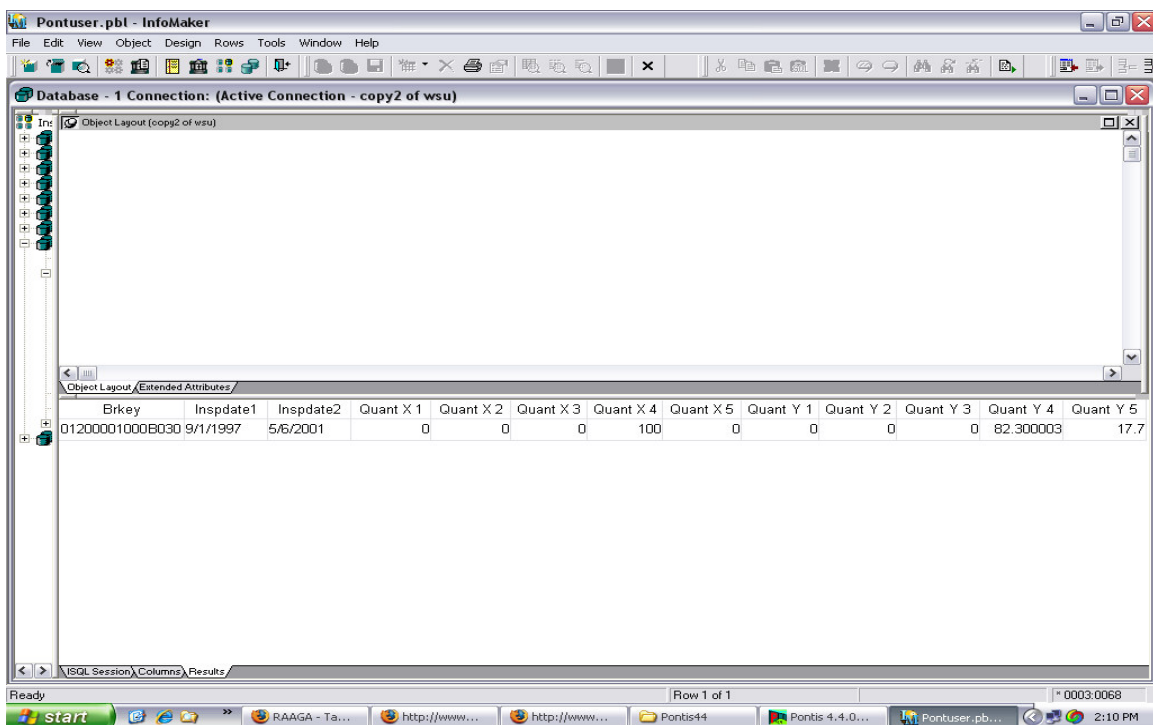 Pontuser.pbl - InfoMaker
File Edit View Object Design Rows Tools Window Help
Database - 1 Connection: (Active Connection - copy2 of wsu)
Object Layout (copy2 of wsu)
Object Layout Extended Attributes
Brkey Inspdate1 Inspdate2 Quant X 1 Quant X 2 Quant X 3 Quant X 4 Quant X 5 Quant Y 1 Quant Y 2 Quant Y 3 Quant Y 4 Quant Y 5
01200001000B030 9/1/1997 5/6/2001 0 0 0 100 0 0 0 0 82.300003 17.7
ISQL Session Columns Results
Ready Row 1 of 1 * 0003:0068
start » RAAGA - Ta... http://www... http://www... Pontis44 Pontis 4.4.0... Pontuser.pb... 2:10 PM